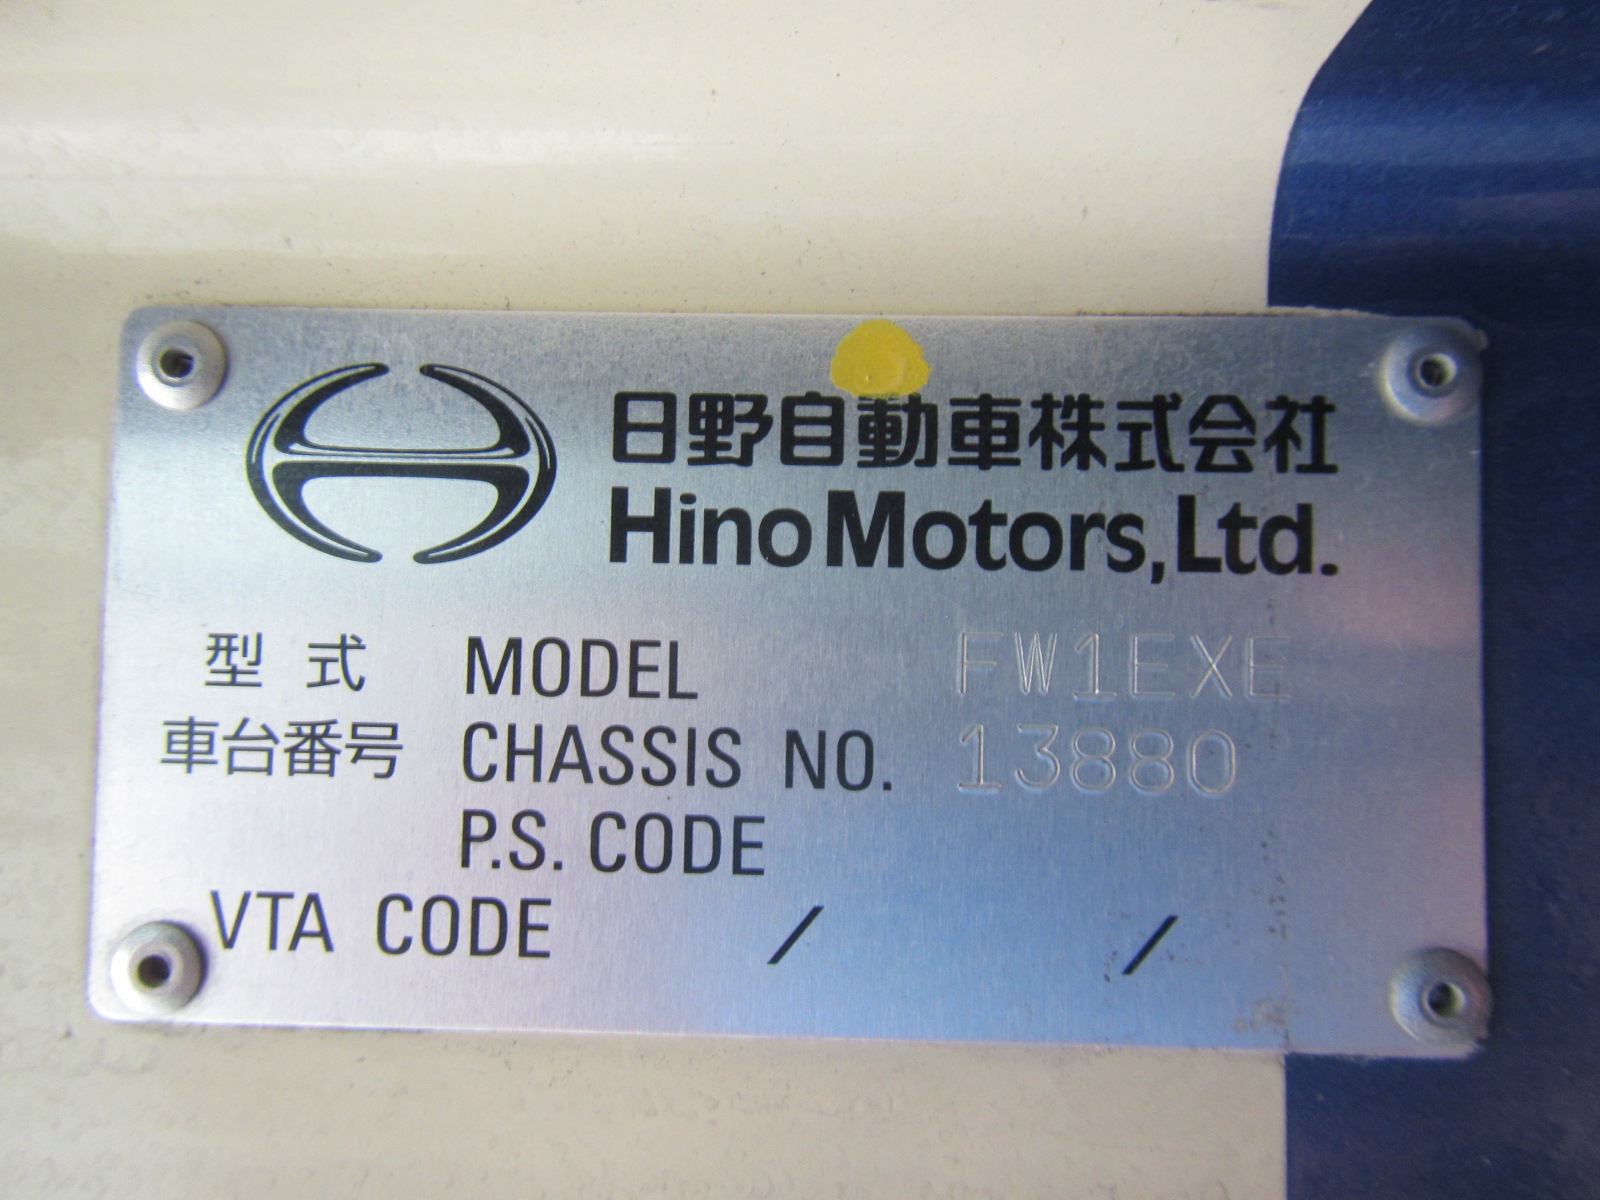 日野自動車株式会社
Hino Motors, Ltd.
型式 MODEL FW1EXE
車台番号 CHASSIS NO. 13880
P.S. CODE
VTA CODE / /